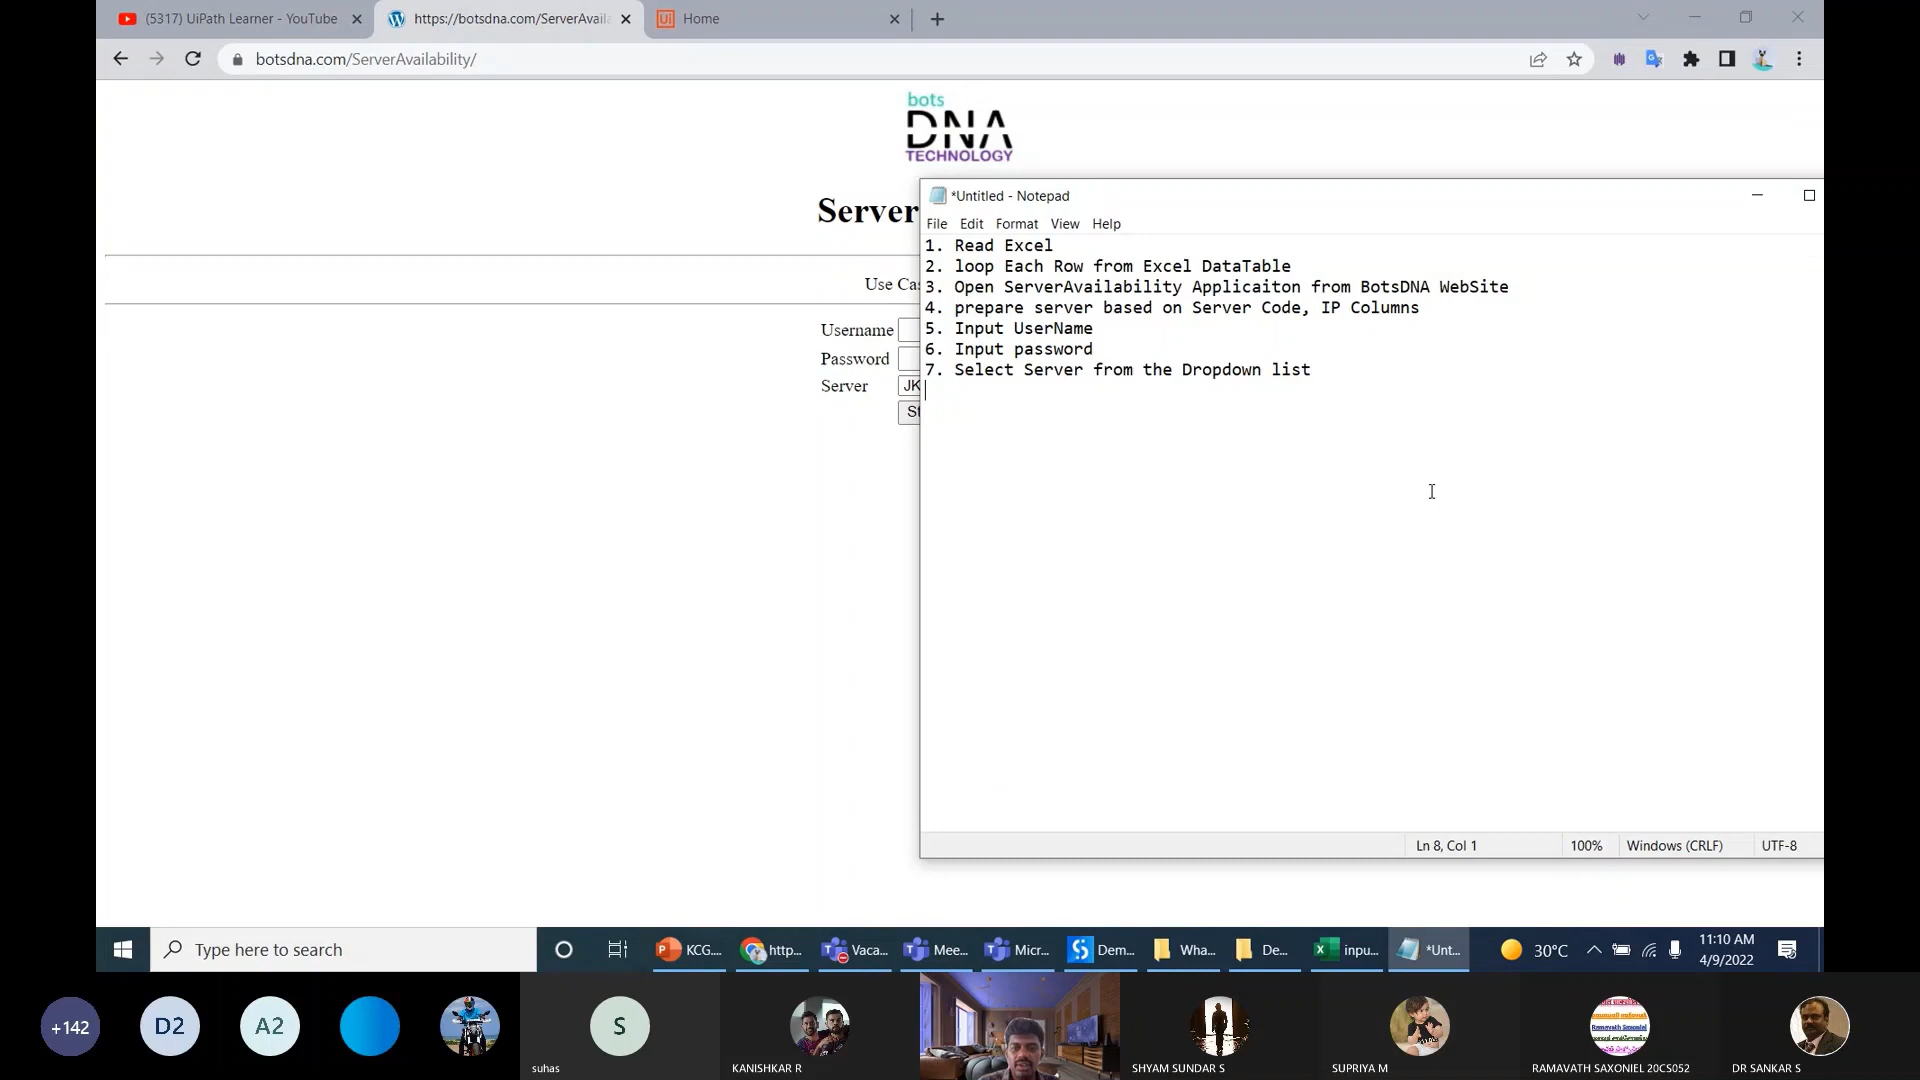 (5317) UiPath Learner - YouTube
https://botsdna.com/ServerAvaila
Ui
Home
botsdna.com/ServerAvailability/
bots
DNA
TECHNOLOGY
Server
Use Ca
Username
Password
Server
JK
*Untitled - Notepad
File Edit Format View Help
1. Read Excel
2. loop Each Row from Excel DataTable
3. Open ServerAvailability Applicaiton from BotsDNA WebSite
4. prepare server based on Server Code, IP Columns
5. Input UserName
6. Input password
7. Select Server from the Dropdown list
Ln 8, Col 1
100%
Windows (CRLF)
UTF-8
Type here to search
KCG....
http...
Vaca...
Mee...
Micr...
Dem...
Wha...
De...
inpu...
*Unt...
30°C
11:10 AM
4/9/2022
+142
D2
A2
S
suhas
KANISHKAR R
SHYAM SUNDAR S
SUPRIYA M
Ramavath Saxoniel
RAMAVATH SAXONIEL 20CS052
DR SANKAR S